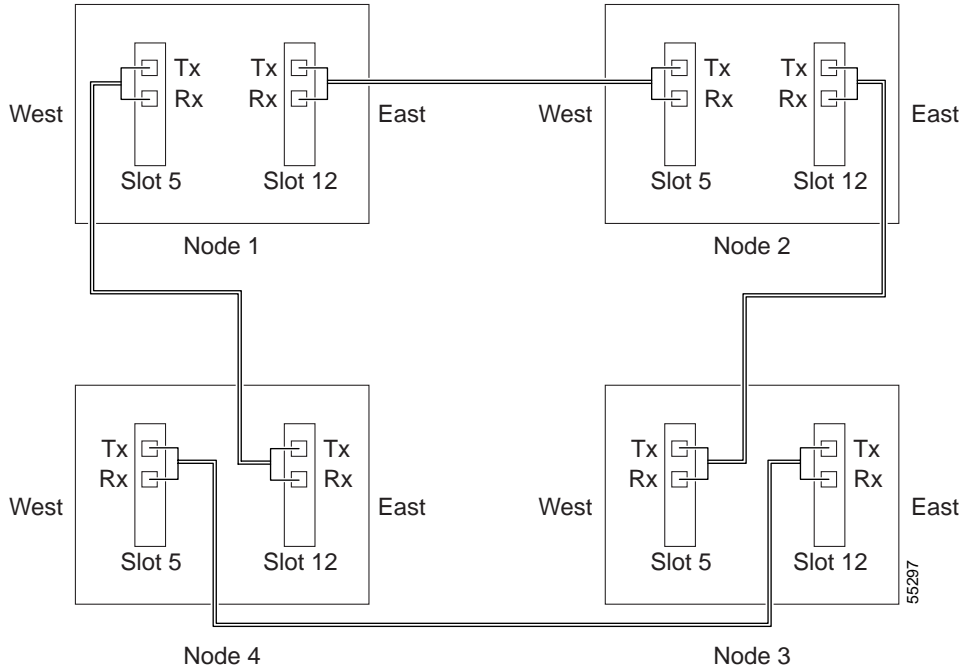 Tx Tx Tx Tx
Rx Rx Rx Rx
West East West East
Slot 5 Slot 12 Slot 5 Slot 12
Node 1 Node 2
Tx Tx Tx Tx
Rx Rx Rx Rx
West East West East
Slot 5 Slot 12 Slot 5 Slot 12
55297
Node 4 Node 3